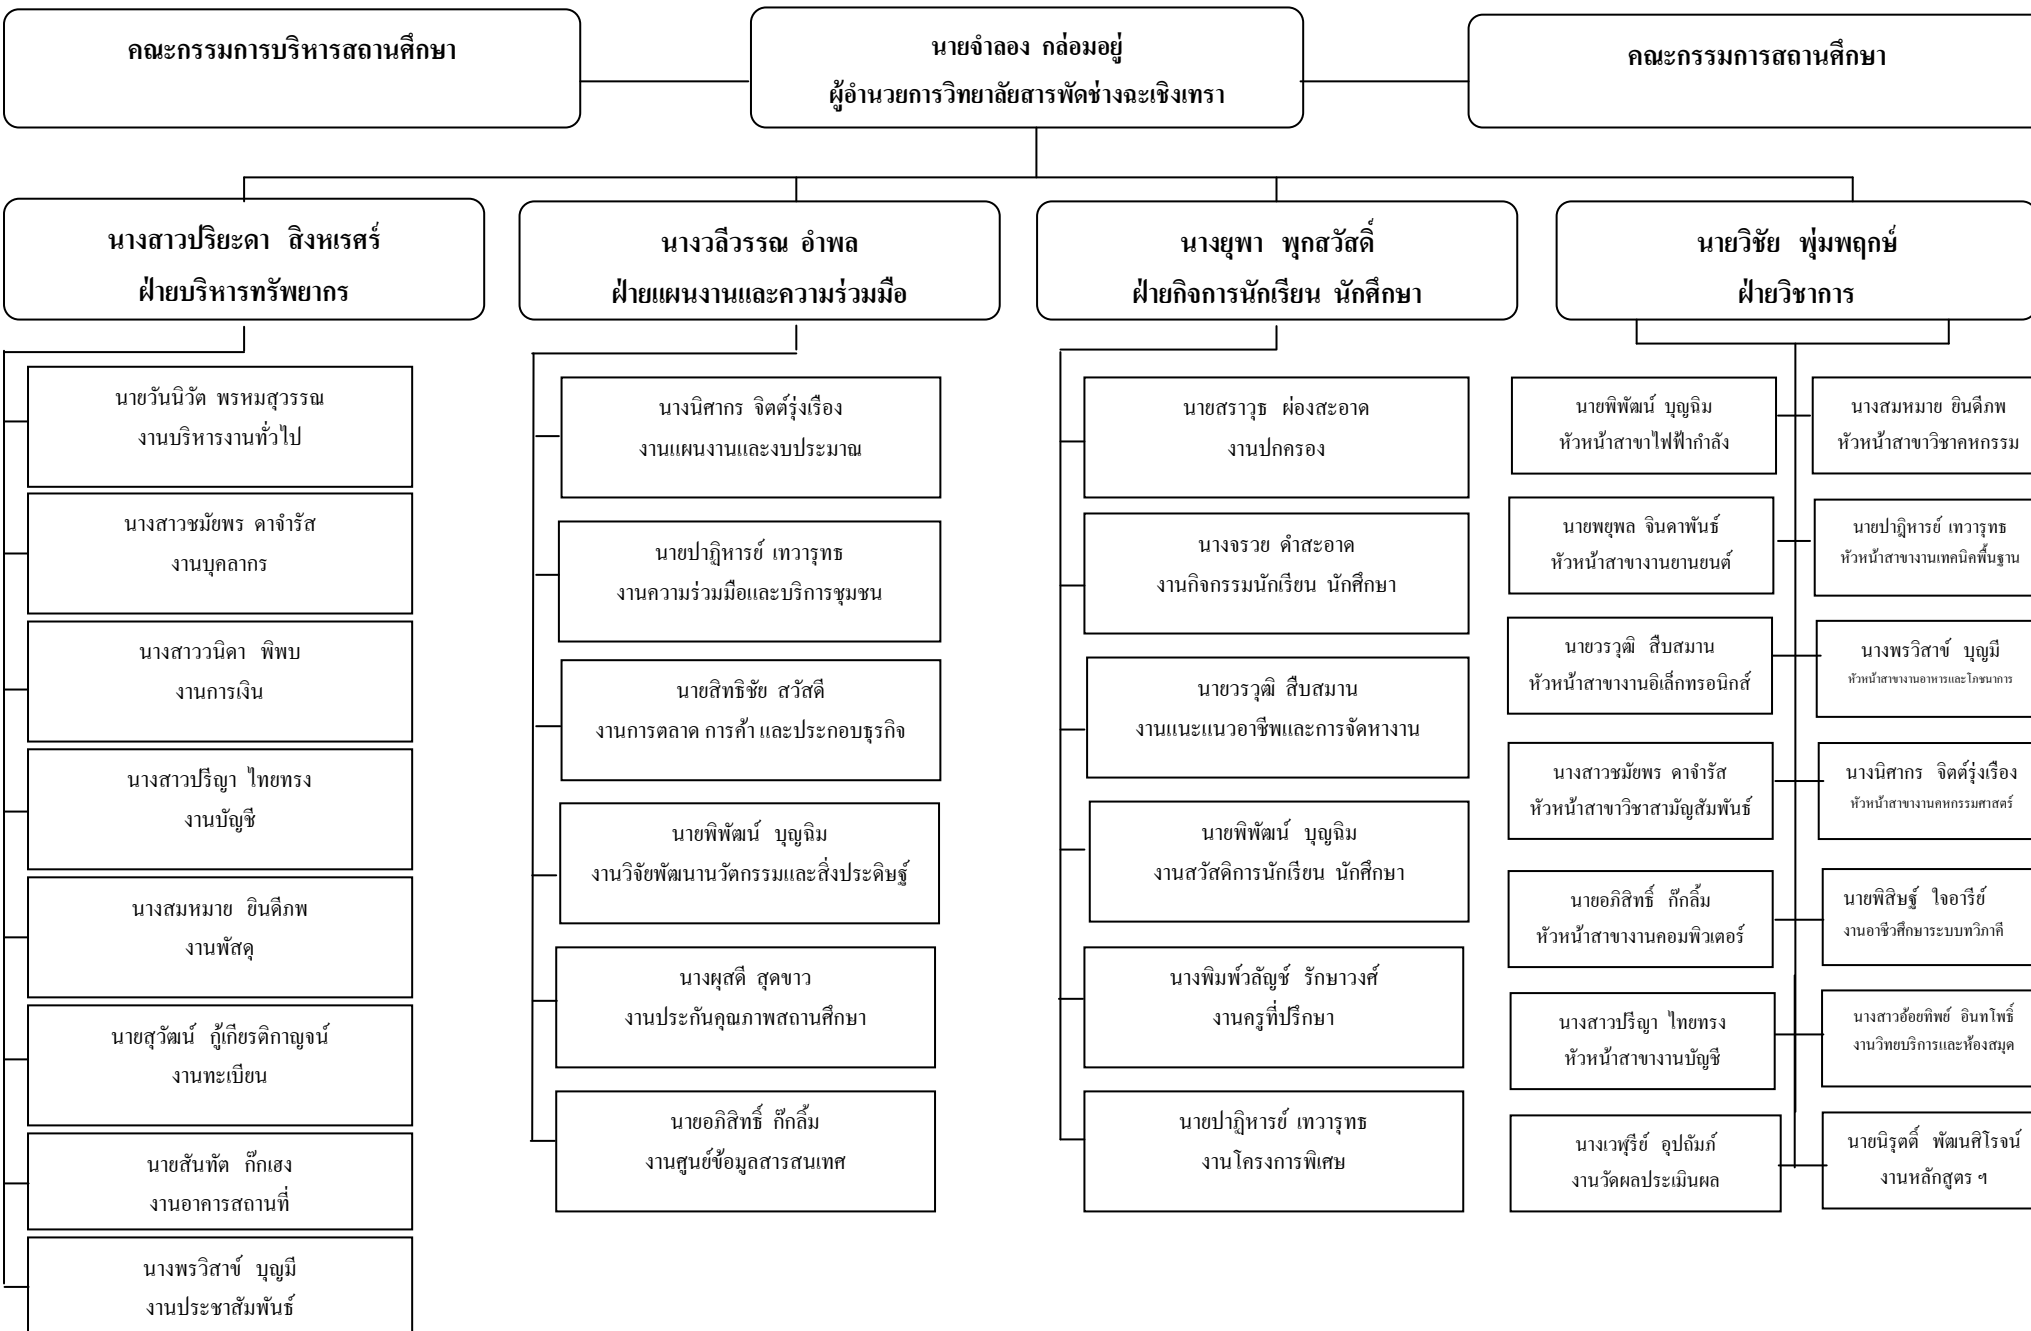 คณะกรรมการบริหารสถานศึกษา
นายจำลอง กล่อมอยู่
ผู้อำนวยการวิทยาลัยสารพัดช่างฉะเชิงเทรา
คณะกรรมการสถานศึกษา
นางสาวปริยะดา สิงหเรศร์
ฝ่ายบริหารทรัพยากร
นางวลีวรรณ อำพล
ฝ่ายแผนงานและความร่วมมือ
นางยุพา พุกสวัสดิ์
ฝ่ายกิจการนักเรียน นักศึกษา
นายวิชัย พุ่มพฤกษ์
ฝ่ายวิชาการ
นายวันนิวัต พรหมสุวรรณ
งานบริหารงานทั่วไป
นางสาวชมัยพร ดาจำรัส
งานบุคลากร
นางสาววนิดา พิพบ
งานการเงิน
นางสาวปรีญา ไทยทรง
งานบัญชี
นางสมหมาย ยินดีภพ
งานพัสดุ
นายสุวัฒน์ กู้เกียรติกาญจน์
งานทะเบียน
นายสันทัต ก๊กเฮง
งานอาคารสถานที่
นางพรวิสาข์ บุญมี
งานประชาสัมพันธ์
นางนิศากร จิตต์รุ่งเรือง
งานแผนงานและงบประมาณ
นายปาฏิหารย์ เทวารุทธ
งานความร่วมมือและบริการชุมชน
นายสิทธิชัย สวัสดี
งานการตลาด การค้า และประกอบธุรกิจ
นายพิพัฒน์ บุญฉิม
งานวิจัยพัฒนานวัตกรรมและสิ่งประดิษฐ์
นางผุสดี สุดขาว
งานประกันคุณภาพสถานศึกษา
นายอภิสิทธิ์ ก๊กลิ้ม
งานศูนย์ข้อมูลสารสนเทศ
นายสราวุธ ผ่องสะอาด
งานปกครอง
นางจรวย คำสะอาด
งานกิจกรรมนักเรียน นักศึกษา
นายวรวุฒิ สืบสมาน
งานแนะแนวอาชีพและการจัดหางาน
นายพิพัฒน์ บุญฉิม
งานสวัสดิการนักเรียน นักศึกษา
นางพิมพ์วลัญช์ รักษาวงศ์
งานครูที่ปรึกษา
นายปาฏิหารย์ เทวารุทธ
งานโครงการพิเศษ
นายพิพัฒน์ บุญฉิม
หัวหน้าสาขาไฟฟ้ากำลัง
นางสมหมาย ยินดีภพ
หัวหน้าสาขาวิชาคหกรรม
นายพยุพล จินดาพันธ์
หัวหน้าสาขางานยานยนต์
นายปาฎิหารย์ เทวารุทธ
หัวหน้าสาขางานเทคนิคพื้นฐาน
นายวรวุฒิ สืบสมาน
หัวหน้าสาขางานอิเล็กทรอนิกส์
นางพรวิสาข์ บุญมี
หัวหน้าสาขางานอาหารและโภชนาการ
นางสาวชมัยพร ดาจำรัส
หัวหน้าสาขาวิชาสามัญสัมพันธ์
นางนิศากร จิตต์รุ่งเรือง
หัวหน้าสาขางานคหกรรมศาสตร์
นายอภิสิทธิ์ ก๊กลิ้ม
หัวหน้าสาขางานคอมพิวเตอร์
นายพิสิษฐ์ ใจอารีย์
งานอาชีวศึกษาระบบทวิภาคี
นางสาวปรีญา ไทยทรง
หัวหน้าสาขางานบัญชี
นางสาวอ้อยทิพย์ อินทโพธิ์
งานวิทยบริการและห้องสมุด
นางเวฬุรีย์ อุปถัมภ์
งานวัดผลประเมินผล
นายนิรุตติ์ พัฒนศิโรจน์
งานหลักสูตร ฯ